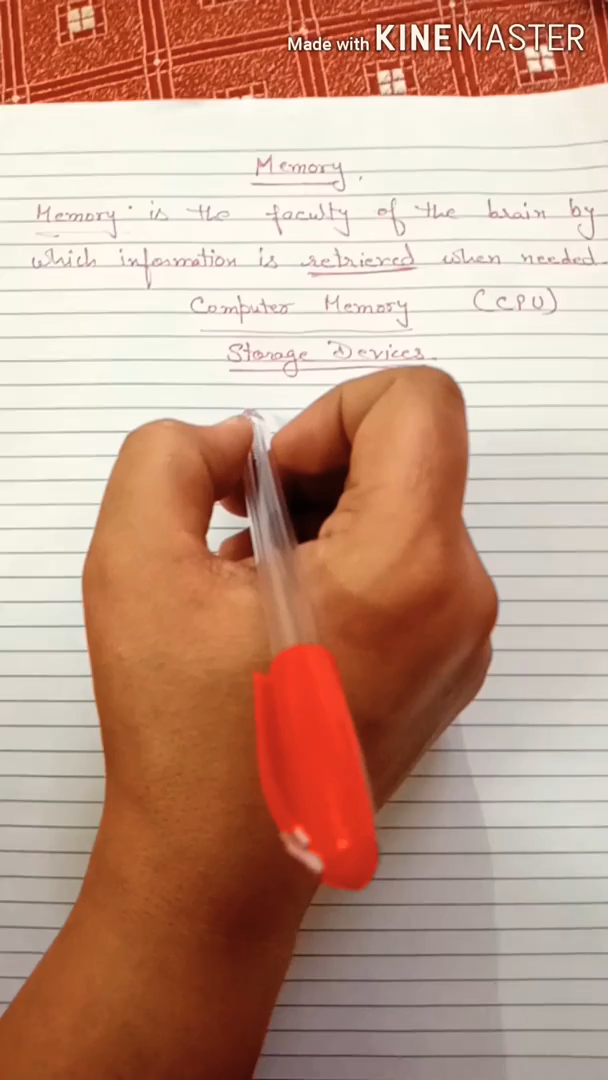 Made with KINEMASTER
Memory.
Memory is the faculty of the brain by
which information is retrieved when needed
Computer Memory (CPU)
Storage Devices.